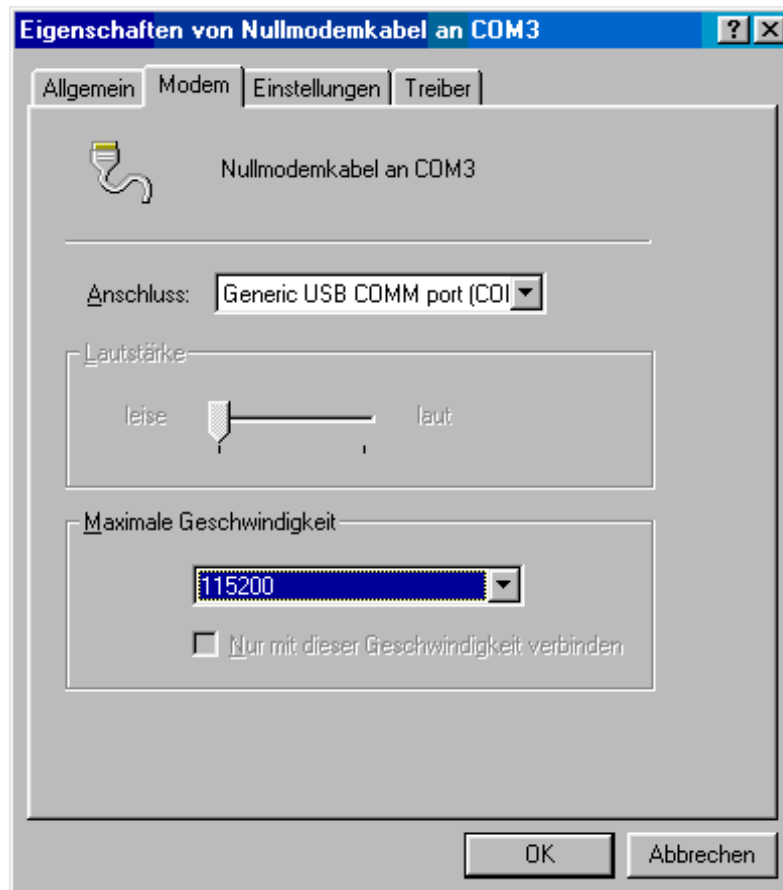 Eigenschaften von Nullmodemkabel an COM3
Allgemein Modem Einstellungen Treiber
Nullmodemkabel an COM3
Anschluss: Generic USB COMM port (COI
Lautstärke
leise laut
Maximale Geschwindigkeit
115200
Nur mit dieser Geschwindigkeit verbinden
OK Abbrechen